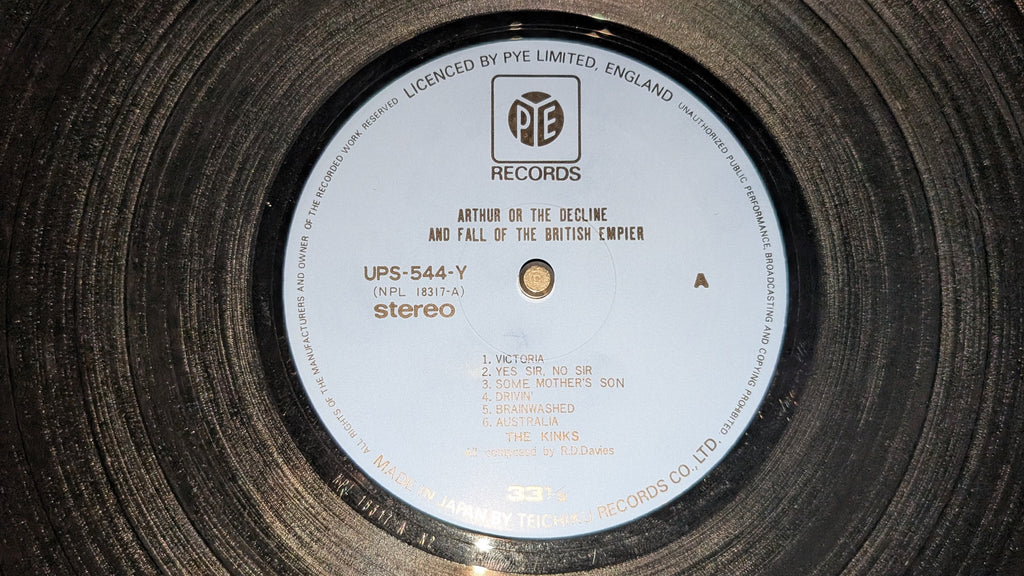 LICENCED BY PYE LIMITED, ENGLAND
UNAUTHORIZED PUBLIC PERFORMANCE, BROADCASTING AND COPYING PROHIBITED.
PYE
RECORDS
ARTHUR OR THE DECLINE
AND FALL OF THE BRITISH EMPIER
UPS-544-Y
(NPL 18317-A)
stereo
A
1. VICTORIA
2. YES SIR, NO SIR
3. SOME MOTHER'S SON
4. DRIVIN'
5. BRAINWASHED
6. AUSTRALIA
THE KINKS
All composed by R.D.Davies
33⅓
MADE IN JAPAN BY TEICHIKU RECORDS CO., LTD.
ALL RIGHTS OF THE MANUFACTURERS AND OWNER OF THE RECORDED WORK RESERVED